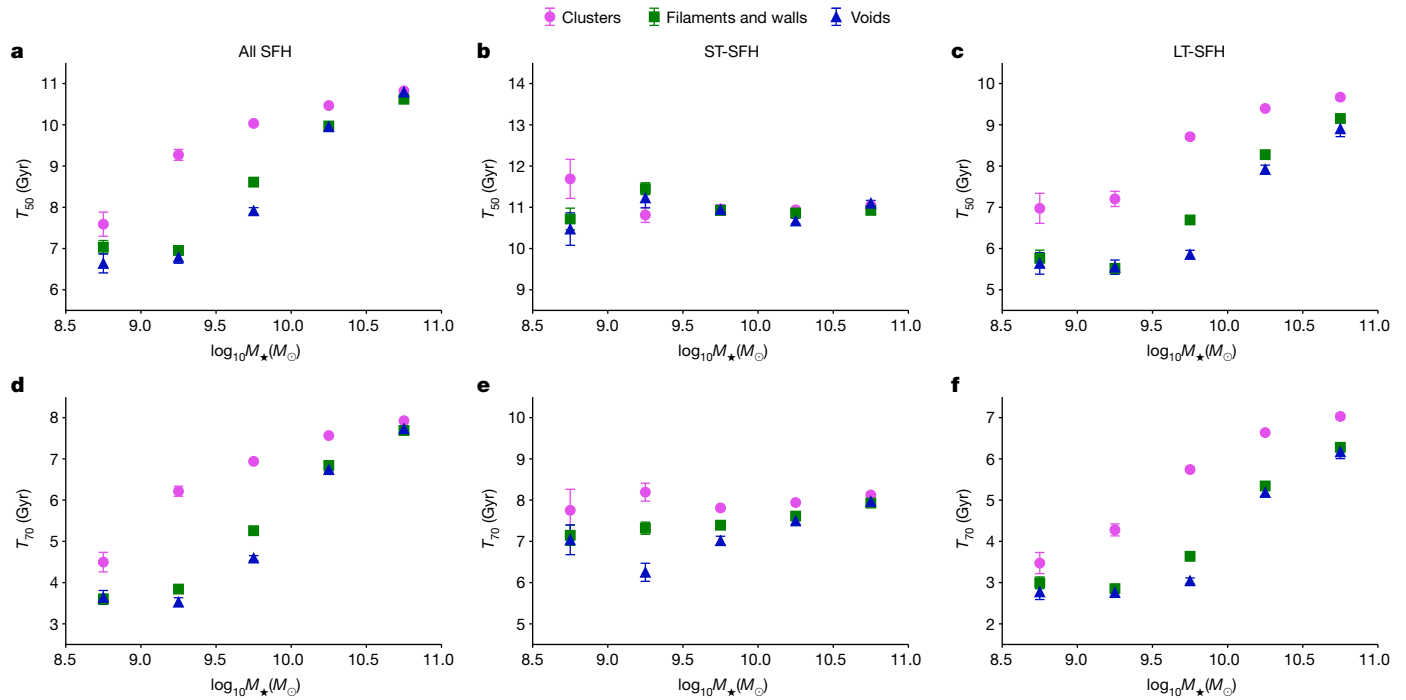 Clusters Filaments and walls Voids
a All SFH
11
10
9
8
7
6
T50 (Gyr)
8.5 9.0 9.5 10.0 10.5 11.0
log10M★(M⊙)
b ST-SFH
14
13
12
11
10
9
T50 (Gyr)
8.5 9.0 9.5 10.0 10.5 11.0
log10M★(M⊙)
c LT-SFH
10
9
8
7
6
5
T50 (Gyr)
8.5 9.0 9.5 10.0 10.5 11.0
log10M★(M⊙)
d
8
7
6
5
4
3
T70 (Gyr)
8.5 9.0 9.5 10.0 10.5 11.0
log10M★(M⊙)
e
10
9
8
7
6
5
T70 (Gyr)
8.5 9.0 9.5 10.0 10.5 11.0
log10M★(M⊙)
f
7
6
5
4
3
2
T70 (Gyr)
8.5 9.0 9.5 10.0 10.5 11.0
log10M★(M⊙)